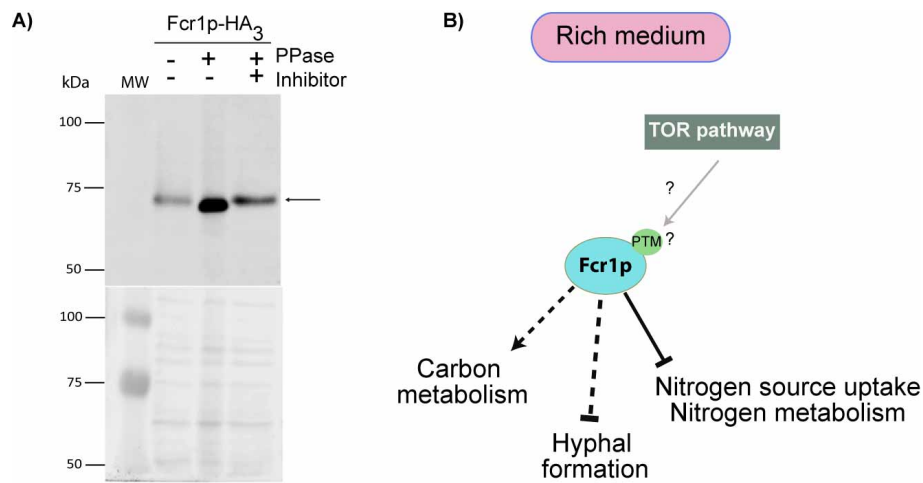 A)
Fcr1p-HA3
- + + PPase
- - + Inhibitor
kDa MW
100
75
50
100
75
50
B)
Rich medium
TOR pathway
?
PTM ?
Fcr1p
Carbon
metabolism
Hyphal
formation
Nitrogen source uptake
Nitrogen metabolism